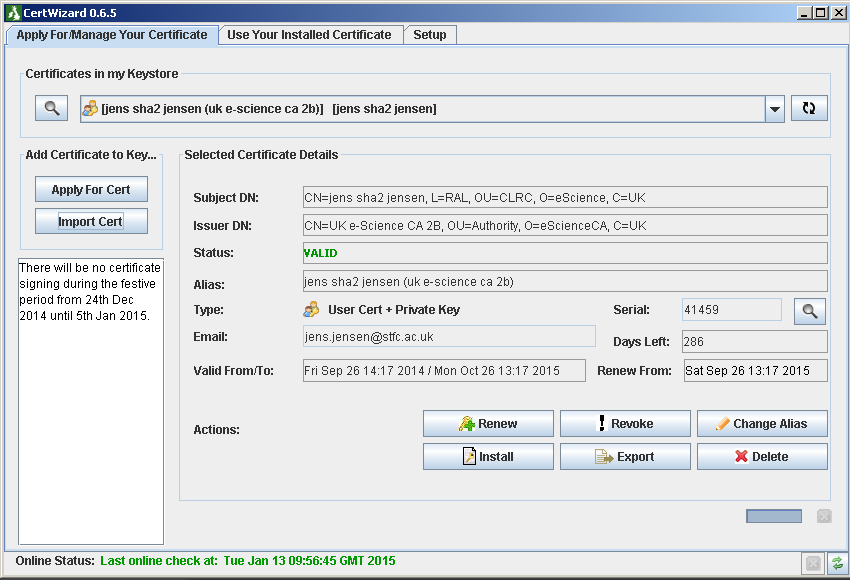 CertWizard 0.6.5
Apply For/Manage Your Certificate
Use Your Installed Certificate
Setup
Certificates in my Keystore
[jens sha2 jensen (uk e-science ca 2b)] [jens sha2 jensen]
Add Certificate to Key...
Apply For Cert
Import Cert
There will be no certificate
signing during the festive
period from 24th Dec
2014 until 5th Jan 2015.
Selected Certificate Details
Subject DN: CN=jens sha2 jensen, L=RAL, OU=CLRC, O=eScience, C=UK
Issuer DN: CN=UK e-Science CA 2B, OU=Authority, O=eScienceCA, C=UK
Status: VALID
Alias: jens sha2 jensen (uk e-science ca 2b)
Type: User Cert + Private Key Serial: 41459
Email: jens.jensen@stfc.ac.uk Days Left: 286
Valid From/To: Fri Sep 26 14:17 2014 / Mon Oct 26 13:17 2015 Renew From: Sat Sep 26 13:17 2015
Actions: Renew Revoke Change Alias
Install Export Delete
Online Status: Last online check at: Tue Jan 13 09:56:45 GMT 2015